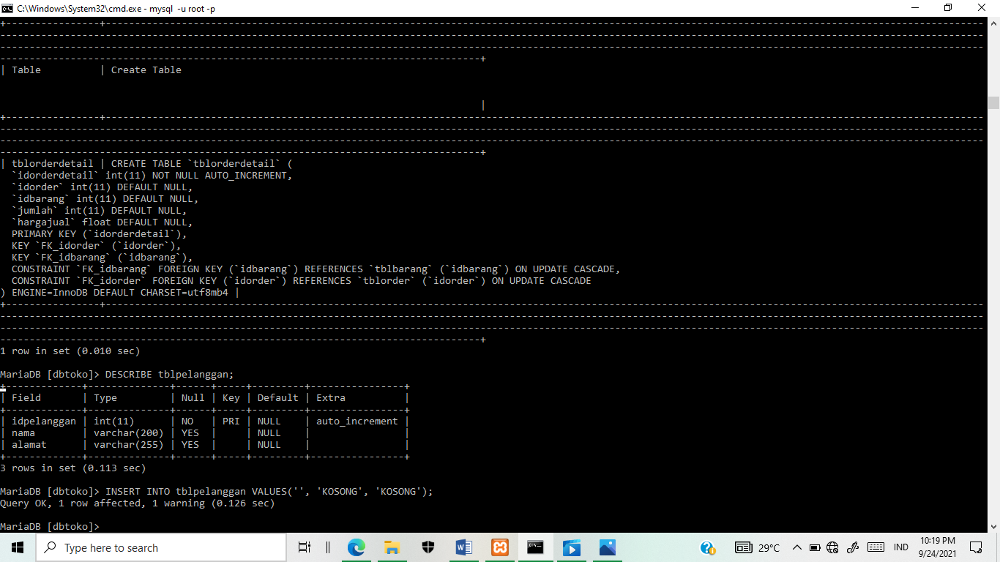 C:\Windows\System32\cmd.exe - mysql -u root -p
| Table | Create Table
|
| tblorderdetail | CREATE TABLE `tblorderdetail` (
`idorderdetail` int(11) NOT NULL AUTO_INCREMENT,
`idorder` int(11) DEFAULT NULL,
`idbarang` int(11) DEFAULT NULL,
`jumlah` int(11) DEFAULT NULL,
`hargajual` float DEFAULT NULL,
PRIMARY KEY (`idorderdetail`),
KEY `FK_idorder` (`idorder`),
KEY `FK_idbarang` (`idbarang`),
CONSTRAINT `FK_idbarang` FOREIGN KEY (`idbarang`) REFERENCES `tblbarang` (`idbarang`) ON UPDATE CASCADE,
CONSTRAINT `FK_idorder` FOREIGN KEY (`idorder`) REFERENCES `tblorder` (`idorder`) ON UPDATE CASCADE
) ENGINE=InnoDB DEFAULT CHARSET=utf8mb4 |
1 row in set (0.010 sec)
MariaDB [dbtoko]> DESCRIBE tblpelanggan;
| Field | Type | Null | Key | Default | Extra |
| idpelanggan | int(11) | NO | PRI | NULL | auto_increment |
| nama | varchar(200) | YES | | NULL | |
| alamat | varchar(255) | YES | | NULL | |
3 rows in set (0.113 sec)
MariaDB [dbtoko]> INSERT INTO tblpelanggan VALUES('', 'KOSONG', 'KOSONG');
Query OK, 1 row affected, 1 warning (0.126 sec)
MariaDB [dbtoko]>
Type here to search
29°C
IND
10:19 PM
9/24/2021